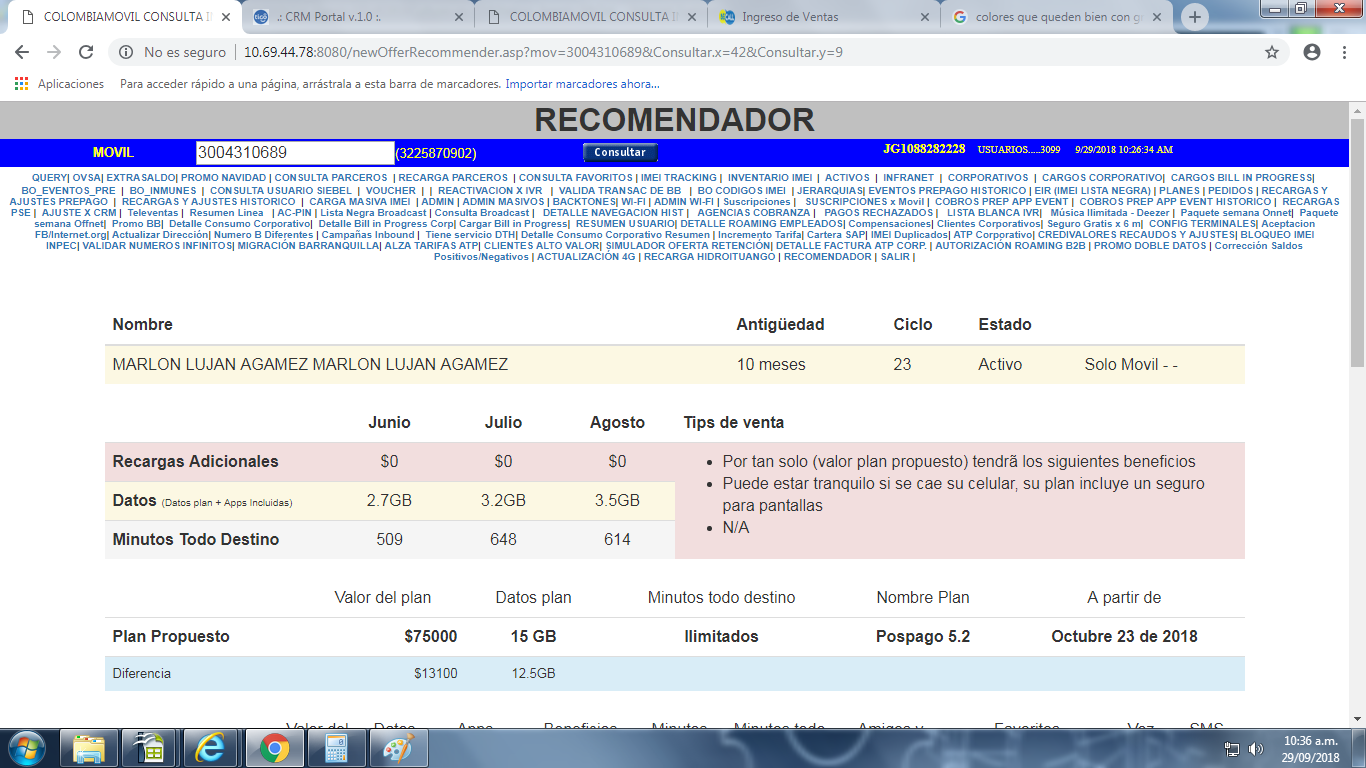 COLOMBIAMOVIL CONSULTA I
.: CRM Portal v.1.0 :.
COLOMBIAMOVIL CONSULTA I
Ingreso de Ventas
colores que queden bien con gr
No es seguro | 10.69.44.78:8080/newOfferRecommender.asp?mov=3004310689&Consultar.x=42&Consultar.y=9
Aplicaciones Para acceder rápido a una página, arrástrala a esta barra de marcadores. Importar marcadores ahora...
RECOMENDADOR
MOVIL 3004310689 (3225870902) Consultar JG1088282228 USUARIOS.....3099 9/29/2018 10:26:34 AM
QUERY| OVSA| EXTRASALDO| PROMO NAVIDAD | CONSULTA PARCEROS | RECARGA PARCEROS | CONSULTA FAVORITOS | IMEI TRACKING | INVENTARIO IMEI | ACTIVOS | INFRANET | CORPORATIVOS | CARGOS CORPORATIVO| CARGOS BILL IN PROGRESS|
BO_EVENTOS_PRE | BO_INMUNES | CONSULTA USUARIO SIEBEL | VOUCHER | | REACTIVACION X IVR | VALIDA TRANSAC DE BB | BO CODIGOS IMEI | JERARQUIAS| EVENTOS PREPAGO HISTORICO | EIR (IMEI LISTA NEGRA) | PLANES | PEDIDOS | RECARGAS Y
AJUSTES PREPAGO | RECARGAS Y AJUSTES HISTORICO | CARGA MASIVA IMEI | ADMIN | ADMIN MASIVOS | BACKTONES| WI-FI | ADMIN WI-FI | Suscripciones | SUSCRIPCIONES x Movil | COBROS PREP APP EVENT | COBROS PREP APP EVENT HISTORICO | RECARGAS
PSE | AJUSTE X CRM | Televentas | Resumen Linea | AC-PIN | Lista Negra Broadcast | Consulta Broadcast | DETALLE NAVEGACION HIST | AGENCIAS COBRANZA | PAGOS RECHAZADOS | LISTA BLANCA IVR| Música Ilimitada - Deezer | Paquete semana Onnet| Paquete
semana Offnet| Promo BB| Detalle Consumo Corporativo| Detalle Bill in Progress Corp| Cargar Bill in Progress| RESUMEN USUARIO| DETALLE ROAMING EMPLEADOS| Compensaciones| Clientes Corporativos| Seguro Gratis x 6 m| CONFIG TERMINALES| Aceptacion
FB/Internet.org| Actualizar Dirección| Numero B Diferentes | Campañas Inbound | Tiene servicio DTH| Detalle Consumo Corporativo Resumen | Incremento Tarifa| Cartera SAP| IMEI Duplicados| ATP Corporativo| CREDIVALORES RECAUDOS Y AJUSTES| BLOQUEO IMEI
INPEC| VALIDAR NUMEROS INFINITOS| MIGRACIÓN BARRANQUILLA| ALZA TARIFAS ATP| CLIENTES ALTO VALOR| SIMULADOR OFERTA RETENCIÓN| DETALLE FACTURA ATP CORP. | AUTORIZACIÓN ROAMING B2B | PROMO DOBLE DATOS | Corrección Saldos
Positivos/Negativos | ACTUALIZACIÓN 4G | RECARGA HIDROITUANGO | RECOMENDADOR | SALIR |
Nombre Antigüedad Ciclo Estado
MARLON LUJAN AGAMEZ MARLON LUJAN AGAMEZ 10 meses 23 Activo Solo Movil - -
Junio Julio Agosto Tips de venta
Recargas Adicionales $0 $0 $0
Datos (Datos plan + Apps Incluidas) 2.7GB 3.2GB 3.5GB
Minutos Todo Destino 509 648 614
• Por tan solo (valor plan propuesto) tendrã los siguientes beneficios
• Puede estar tranquilo si se cae su celular, su plan incluye un seguro
para pantallas
• N/A
Valor del plan Datos plan Minutos todo destino Nombre Plan A partir de
Plan Propuesto $75000 15 GB Ilimitados Pospago 5.2 Octubre 23 de 2018
Diferencia $13100 12.5GB
Valor del Datos Apps Beneficios Minutos Minutos todo Amigos y Favoritos Voz SMS
10:36 a.m.
29/09/2018